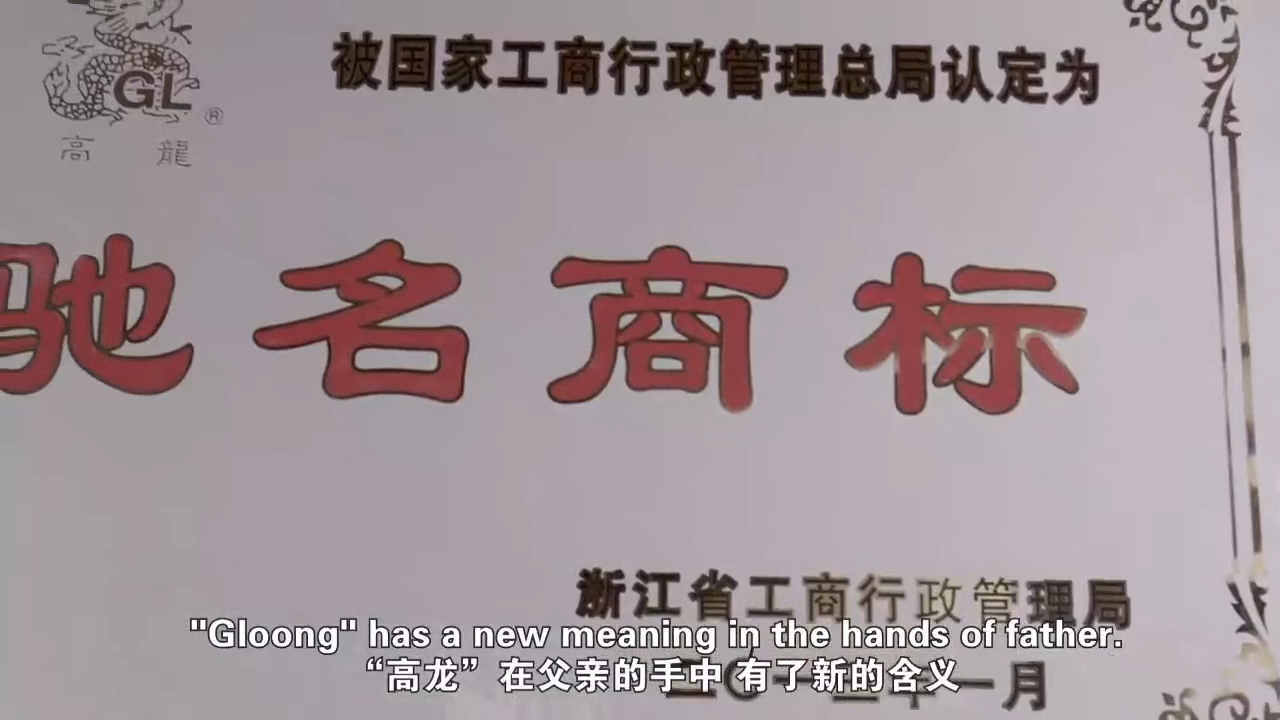 GL
®
高 龍
被国家工商行政管理总局认定为
驰名商标
浙江省工商行政管理局
"Gloong" has a new meaning in the hands of father.
“高龙” 在父亲的手中 有了新的含义